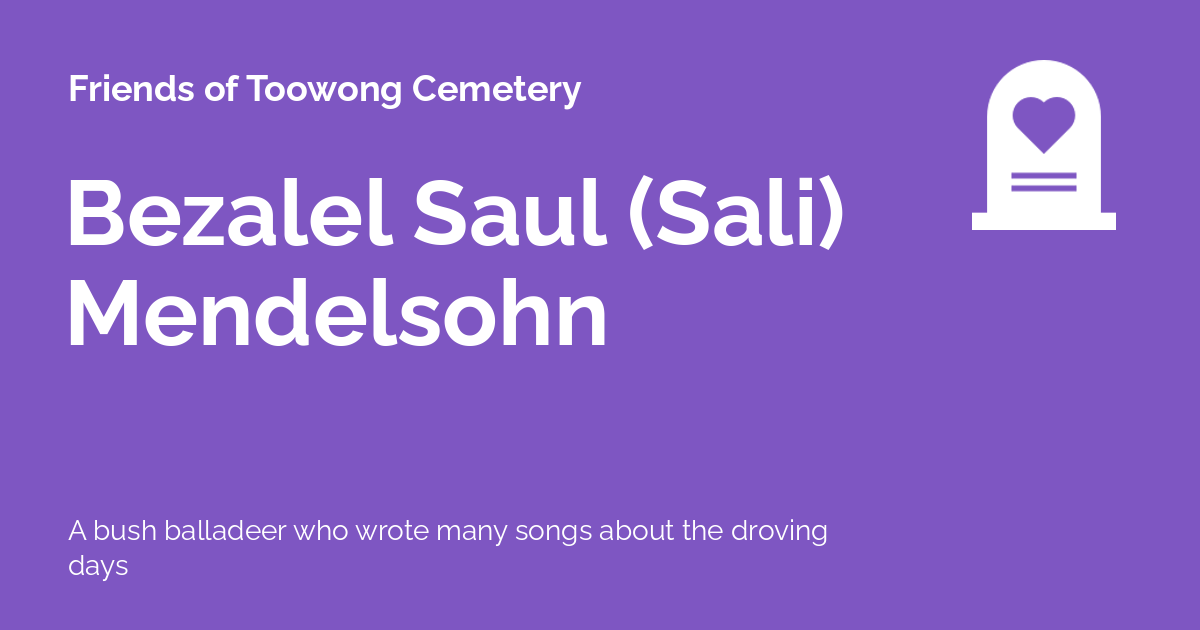 Friends of Toowong Cemetery
Bezalel Saul (Sali)
Mendelsohn
A bush balladeer who wrote many songs about the droving
days